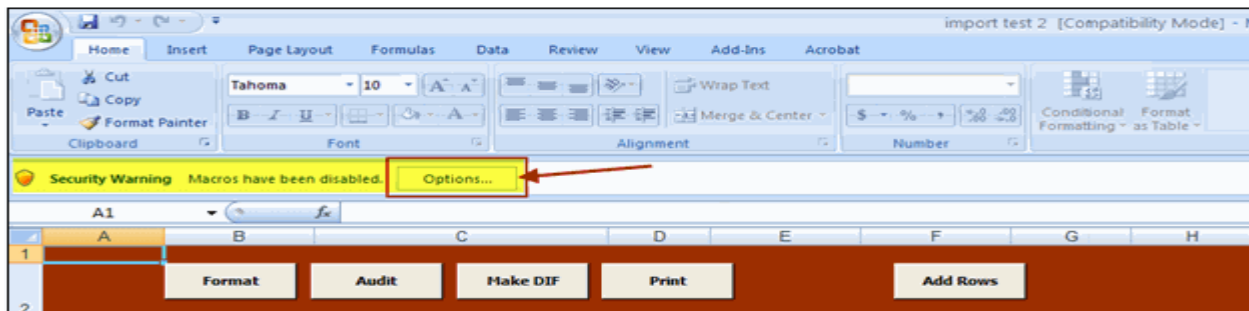 import test 2 [Compatibility Mode] -
Home Insert Page Layout Formulas Data Review View Add-Ins Acrobat
Cut
Copy
Format Painter
Paste
Tahoma 10 A A
Wrap Text
B I U A
Merge & Center
$ % ,
Conditional Formatting
Format as Table
Clipboard Font Alignment Number
Security Warning Macros have been disabled. Options...
A1 fx
A B C D E F G H
1
Format Audit Make DIF Print Add Rows
2